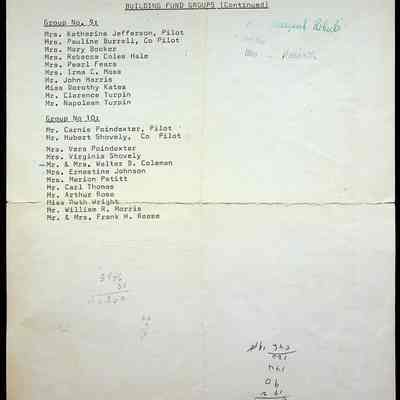 BUILDING FUND GROUPS (Continued)
Group No. 9:
Mrs. Katharine Jefferson, Pilot
Mrs. Pauline Burrell, Co Pilot
Mrs. Mary Booker
Mrs. Rebecca Coles Hale
Mrs. Pearl Fears
Mrs. Irma C. Moss
Mr. John Harris
Miss Dorothy Kates
Mr. Clarence Turpin
Mr. Napoleon Turpin
Group No 10:
Mr. Carnie Poindexter, Pilot
Mr. Hubert Shovely, Co Pilot
Mrs. Vera Poindexter
Mrs. Virginia Shovely
Mr. & Mrs. Walter B. Coleman
Mrs. Ernestine Johnson
Mrs. Marion Petitt
Mr. Carl Thomas
Mr. Arthur Rose
Miss Ruth Wright
Mr. William R. Morris
Mr. & Mrs. Frank H. Reese